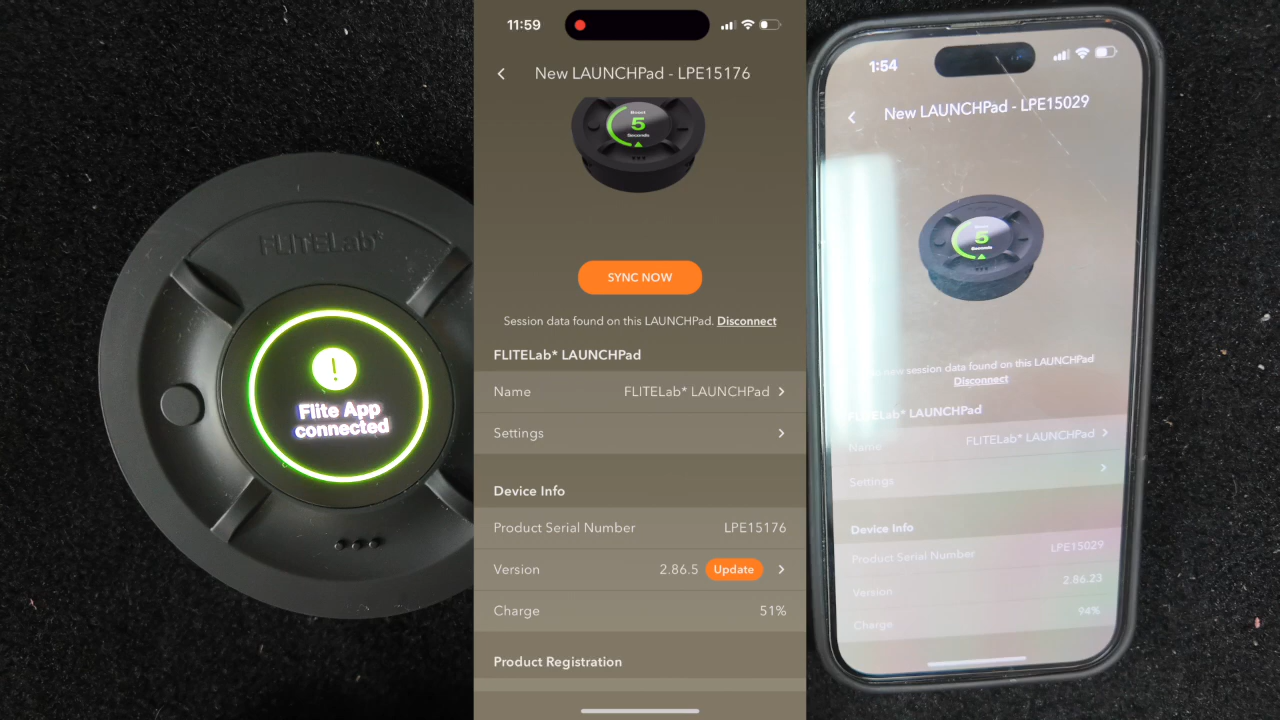 FLITELab*
!
Flite App
connected
11:59
New LAUNCHPad - LPE15176
Boost
5
Seconds
SYNC NOW
Session data found on this LAUNCHPad. Disconnect
FLITELab* LAUNCHPad
Name FLITELab* LAUNCHPad
Settings
Device Info
Product Serial Number LPE15176
Version 2.86.5 Update
Charge 51%
Product Registration
1:54
New LAUNCHPad - LPE15029
5
Seconds
new session data found on this LAUNCHPad
Disconnect
FLITELab* LAUNCHPad
Name FLITELab* LAUNCHPad
Settings
Device Info
Product Serial Number LPE15029
Version 2.86.23
Charge 94%